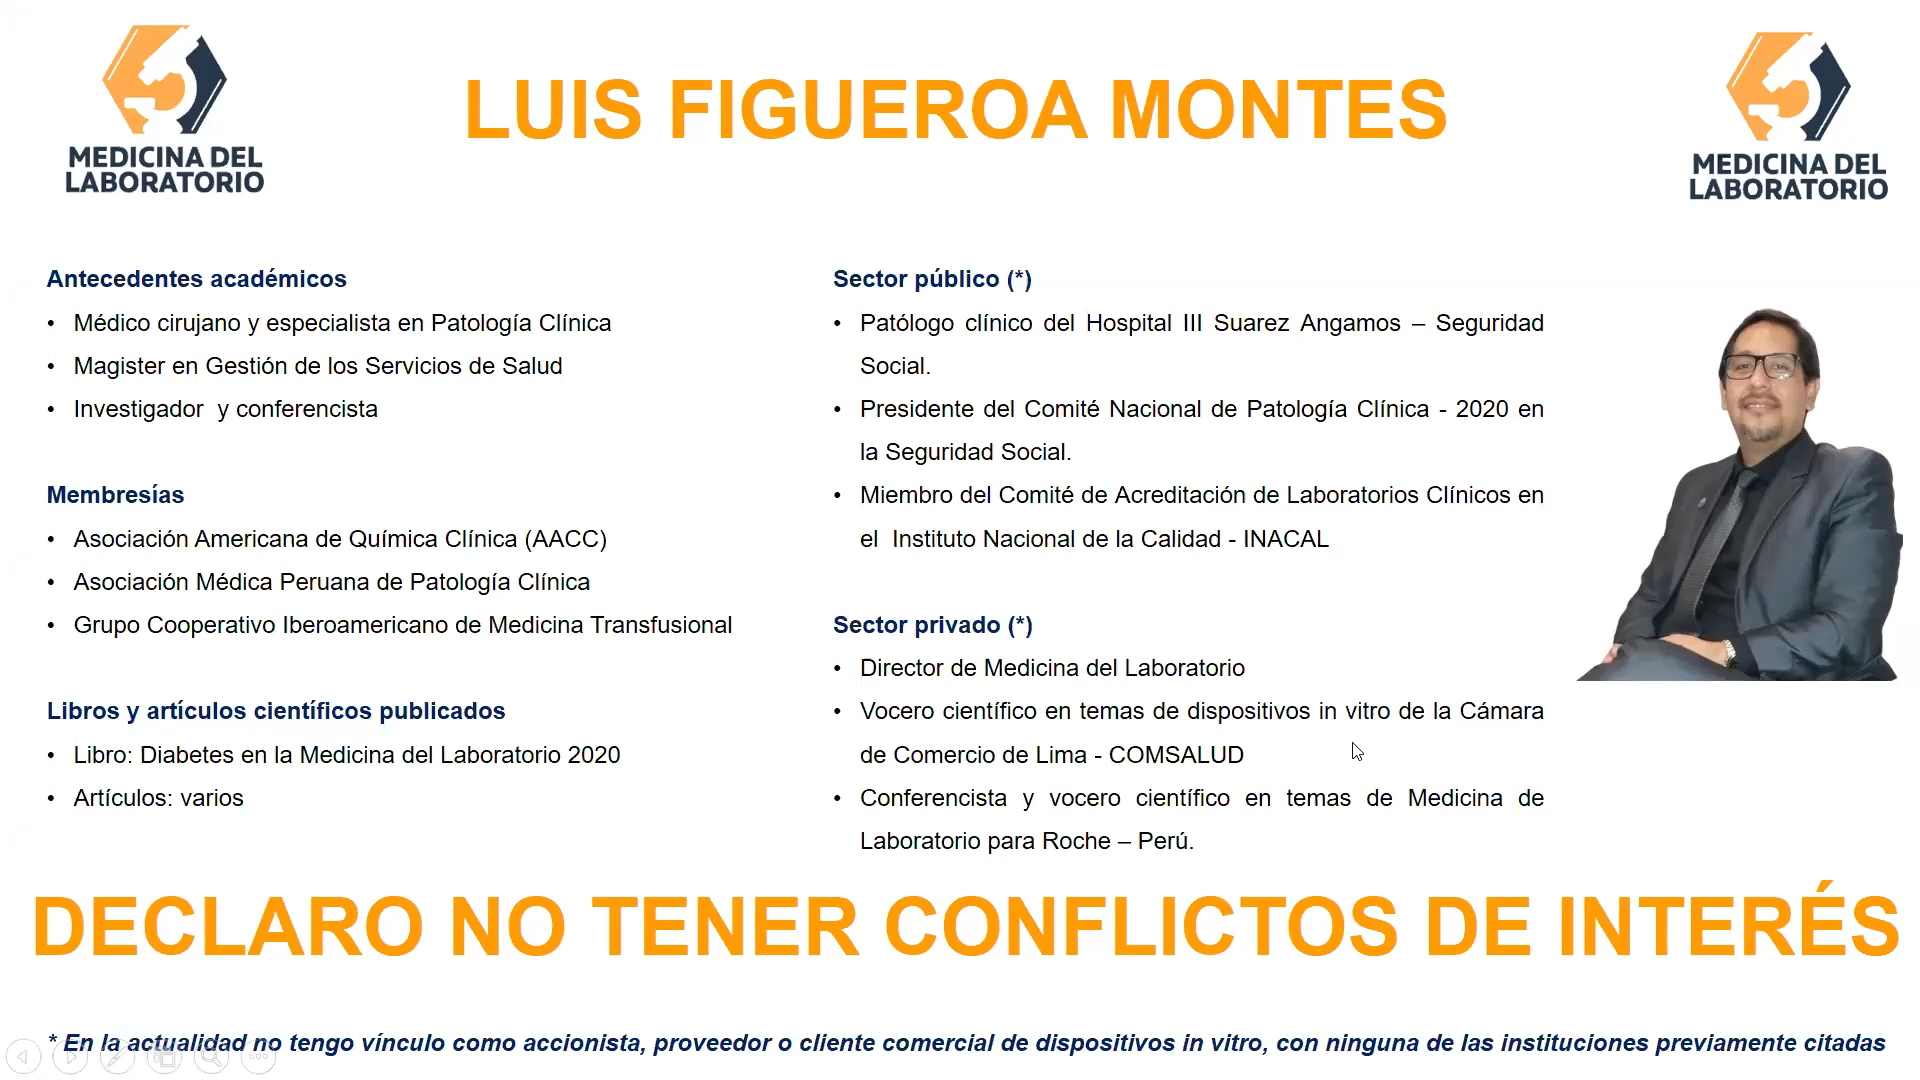 MEDICINA DEL
LABORATORIO
LUIS FIGUEROA MONTES
MEDICINA DEL
LABORATORIO
Antecedentes académicos
• Médico cirujano y especialista en Patología Clínica
• Magister en Gestión de los Servicios de Salud
• Investigador y conferencista
Membresías
• Asociación Americana de Química Clínica (AACC)
• Asociación Médica Peruana de Patología Clínica
• Grupo Cooperativo Iberoamericano de Medicina Transfusional
Libros y artículos científicos publicados
• Libro: Diabetes en la Medicina del Laboratorio 2020
• Artículos: varios
Sector público (*)
• Patólogo clínico del Hospital III Suarez Angamos – Seguridad
Social.
• Presidente del Comité Nacional de Patología Clínica - 2020 en
la Seguridad Social.
• Miembro del Comité de Acreditación de Laboratorios Clínicos en
el Instituto Nacional de la Calidad - INACAL
Sector privado (*)
• Director de Medicina del Laboratorio
• Vocero científico en temas de dispositivos in vitro de la Cámara
de Comercio de Lima - COMSALUD
• Conferencista y vocero científico en temas de Medicina de
Laboratorio para Roche – Perú.
DECLARO NO TENER CONFLICTOS DE INTERÉS
* En la actualidad no tengo vínculo como accionista, proveedor o cliente comercial de dispositivos in vitro, con ninguna de las instituciones previamente citadas